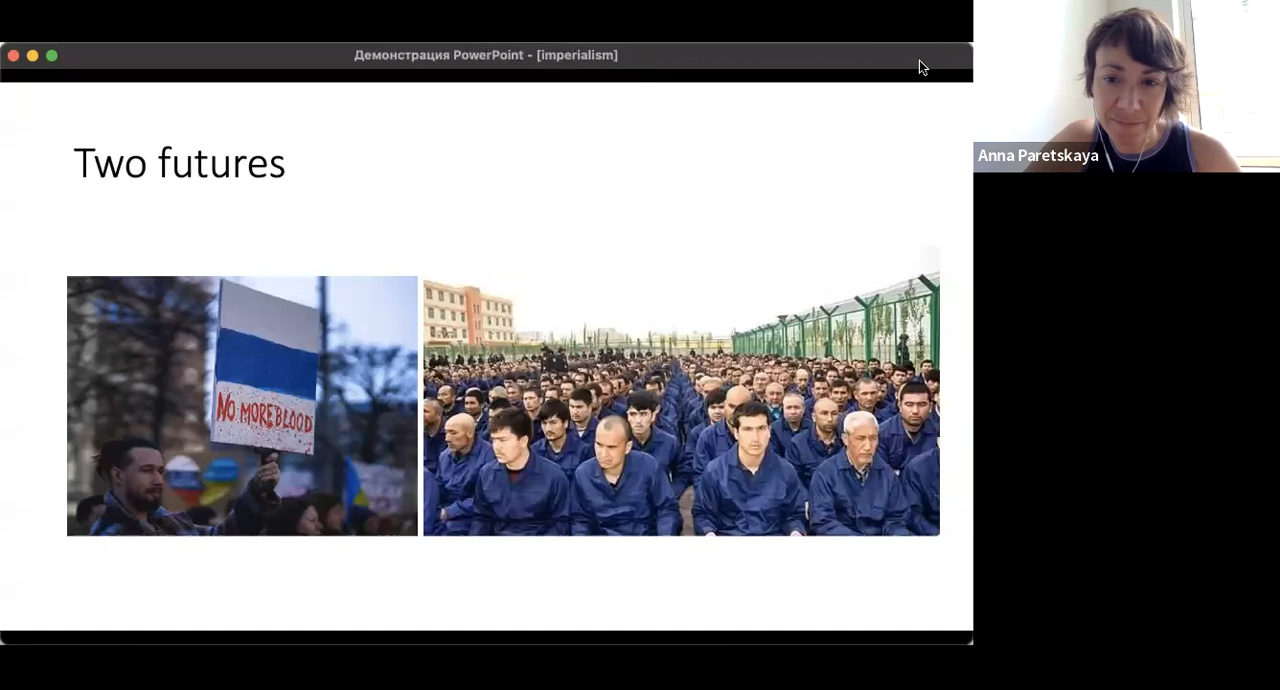 Демонстрация PowerPoint - [imperialism]
Anna Paretskaya
Two futures
NO MORE BLOOD